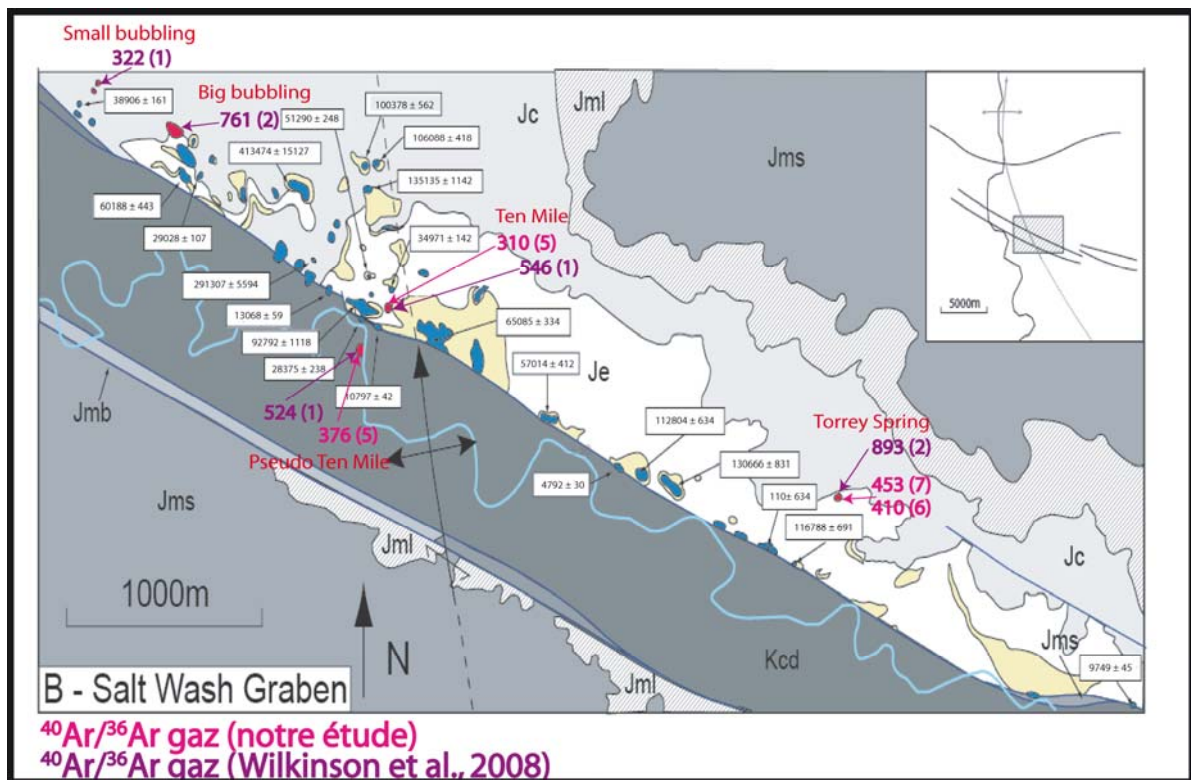 Small bubbling
322 (1)
38906 ± 161
Big bubbling
761 (2)
51290 ± 248
100378 ± 562
106088 ± 418
413474 ± 15127
135135 ± 1142
60188 ± 443
29028 ± 107
34971 ± 142
Ten Mile
310 (5)
546 (1)
291307 ± 5594
13068 ± 59
92792 ± 1118
28375 ± 238
10797 ± 42
65085 ± 334
57014 ± 412
524 (1)
376 (5)
Pseudo Ten Mile
112804 ± 634
130666 ± 831
4792 ± 30
110± 634
116788 ± 691
Torrey Spring
893 (2)
453 (7)
410 (6)
9749 ± 45
Jc
Jml
Jms
5000m
Je
Jmb
Jms
Jml
1000m
N
Jml
Kcd
Jc
Jms
B - Salt Wash Graben
⁴⁰Ar/³⁶Ar gaz (notre étude)
⁴⁰Ar/³⁶Ar gaz (Wilkinson et al., 2008)